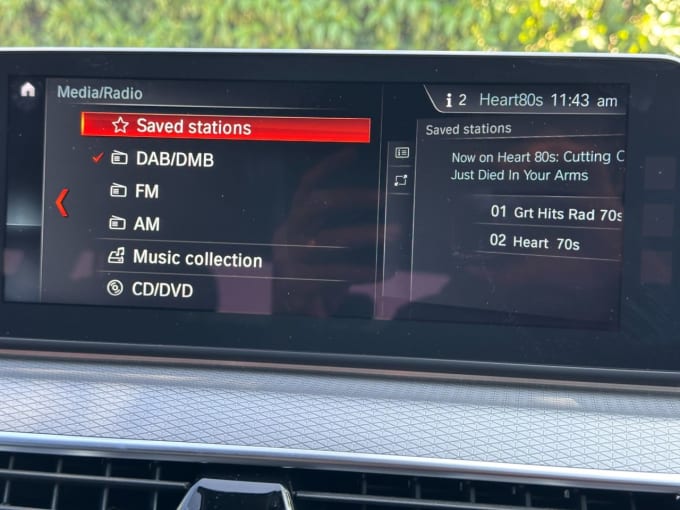 Media/Radio
i 2 Heart80s 11:43 am
Saved stations
DAB/DMB
FM
AM
Music collection
CD/DVD
Saved stations
Now on Heart 80s: Cutting C
Just Died In Your Arms
01 Grt Hits Rad 70s
02 Heart 70s